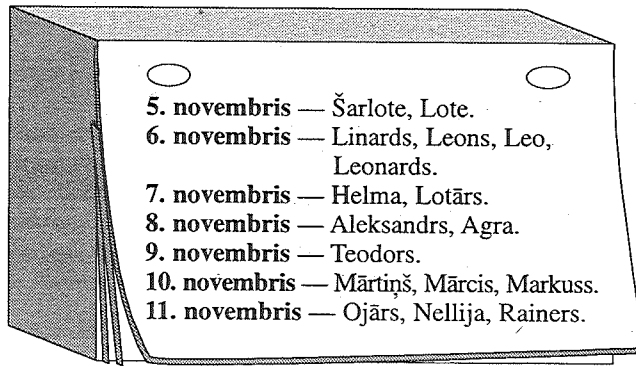 5. novembris — Šarlote, Lote.
6. novembris — Linards, Leons, Leo,
Leonards.
7. novembris — Helma, Lotārs.
8. novembris — Aleksandrs, Agra.
9. novembris — Teodors.
10. novembris — Mārtiņš, Mārcis, Markuss.
11. novembris — Ojārs, Nellija, Rainers.